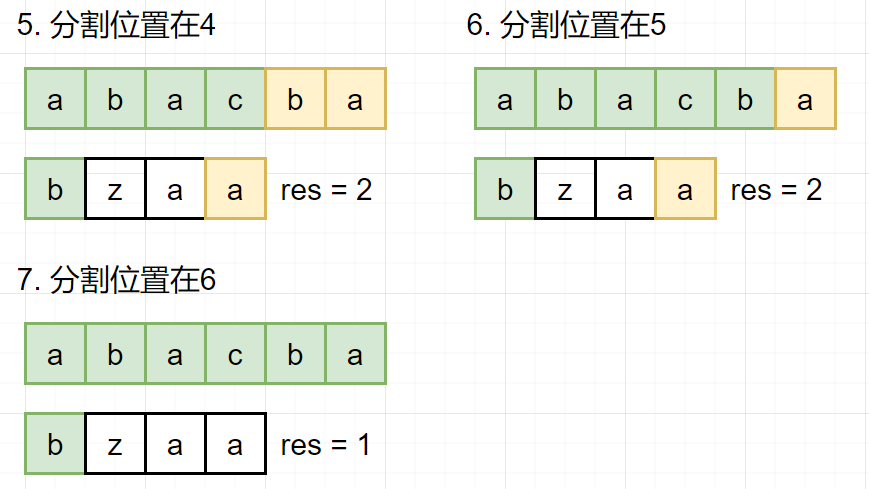 5. 分割位置在4
a b a c b a
b z a a res = 2
6. 分割位置在5
a b a c b a
b z a a res = 2
7. 分割位置在6
a b a c b a
b z a a res = 1